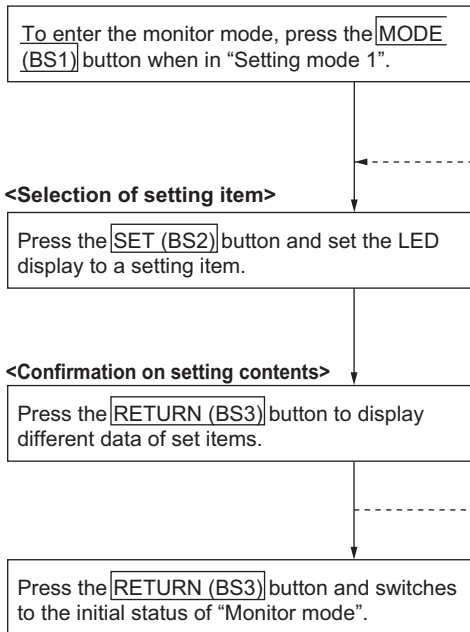 To enter the monitor mode, press the MODE
(BS1) button when in “Setting mode 1”.
<Selection of setting item>
Press the SET (BS2) button and set the LED
display to a setting item.
<Confirmation on setting contents>
Press the RETURN (BS3) button to display
different data of set items.
Press the RETURN (BS3) button and switches
to the initial status of “Monitor mode”.